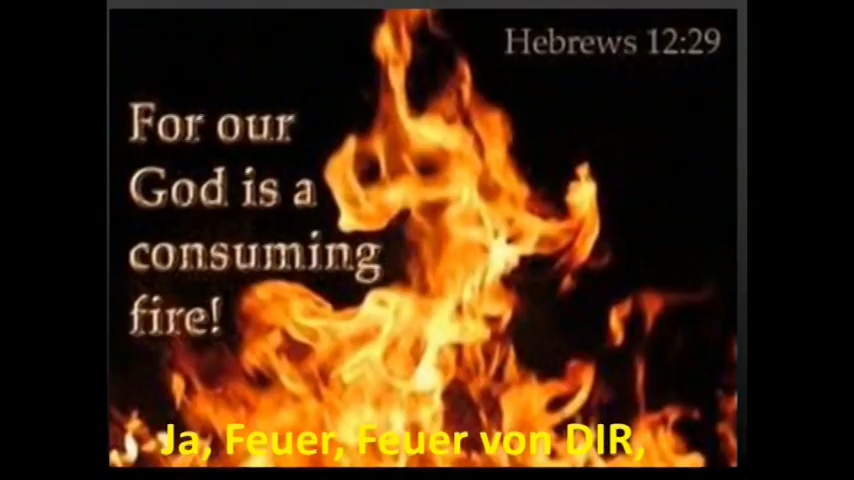 Hebrews 12:29
For our
God is a
consuming
fire!
Ja, Feuer, Feuer von DIR,